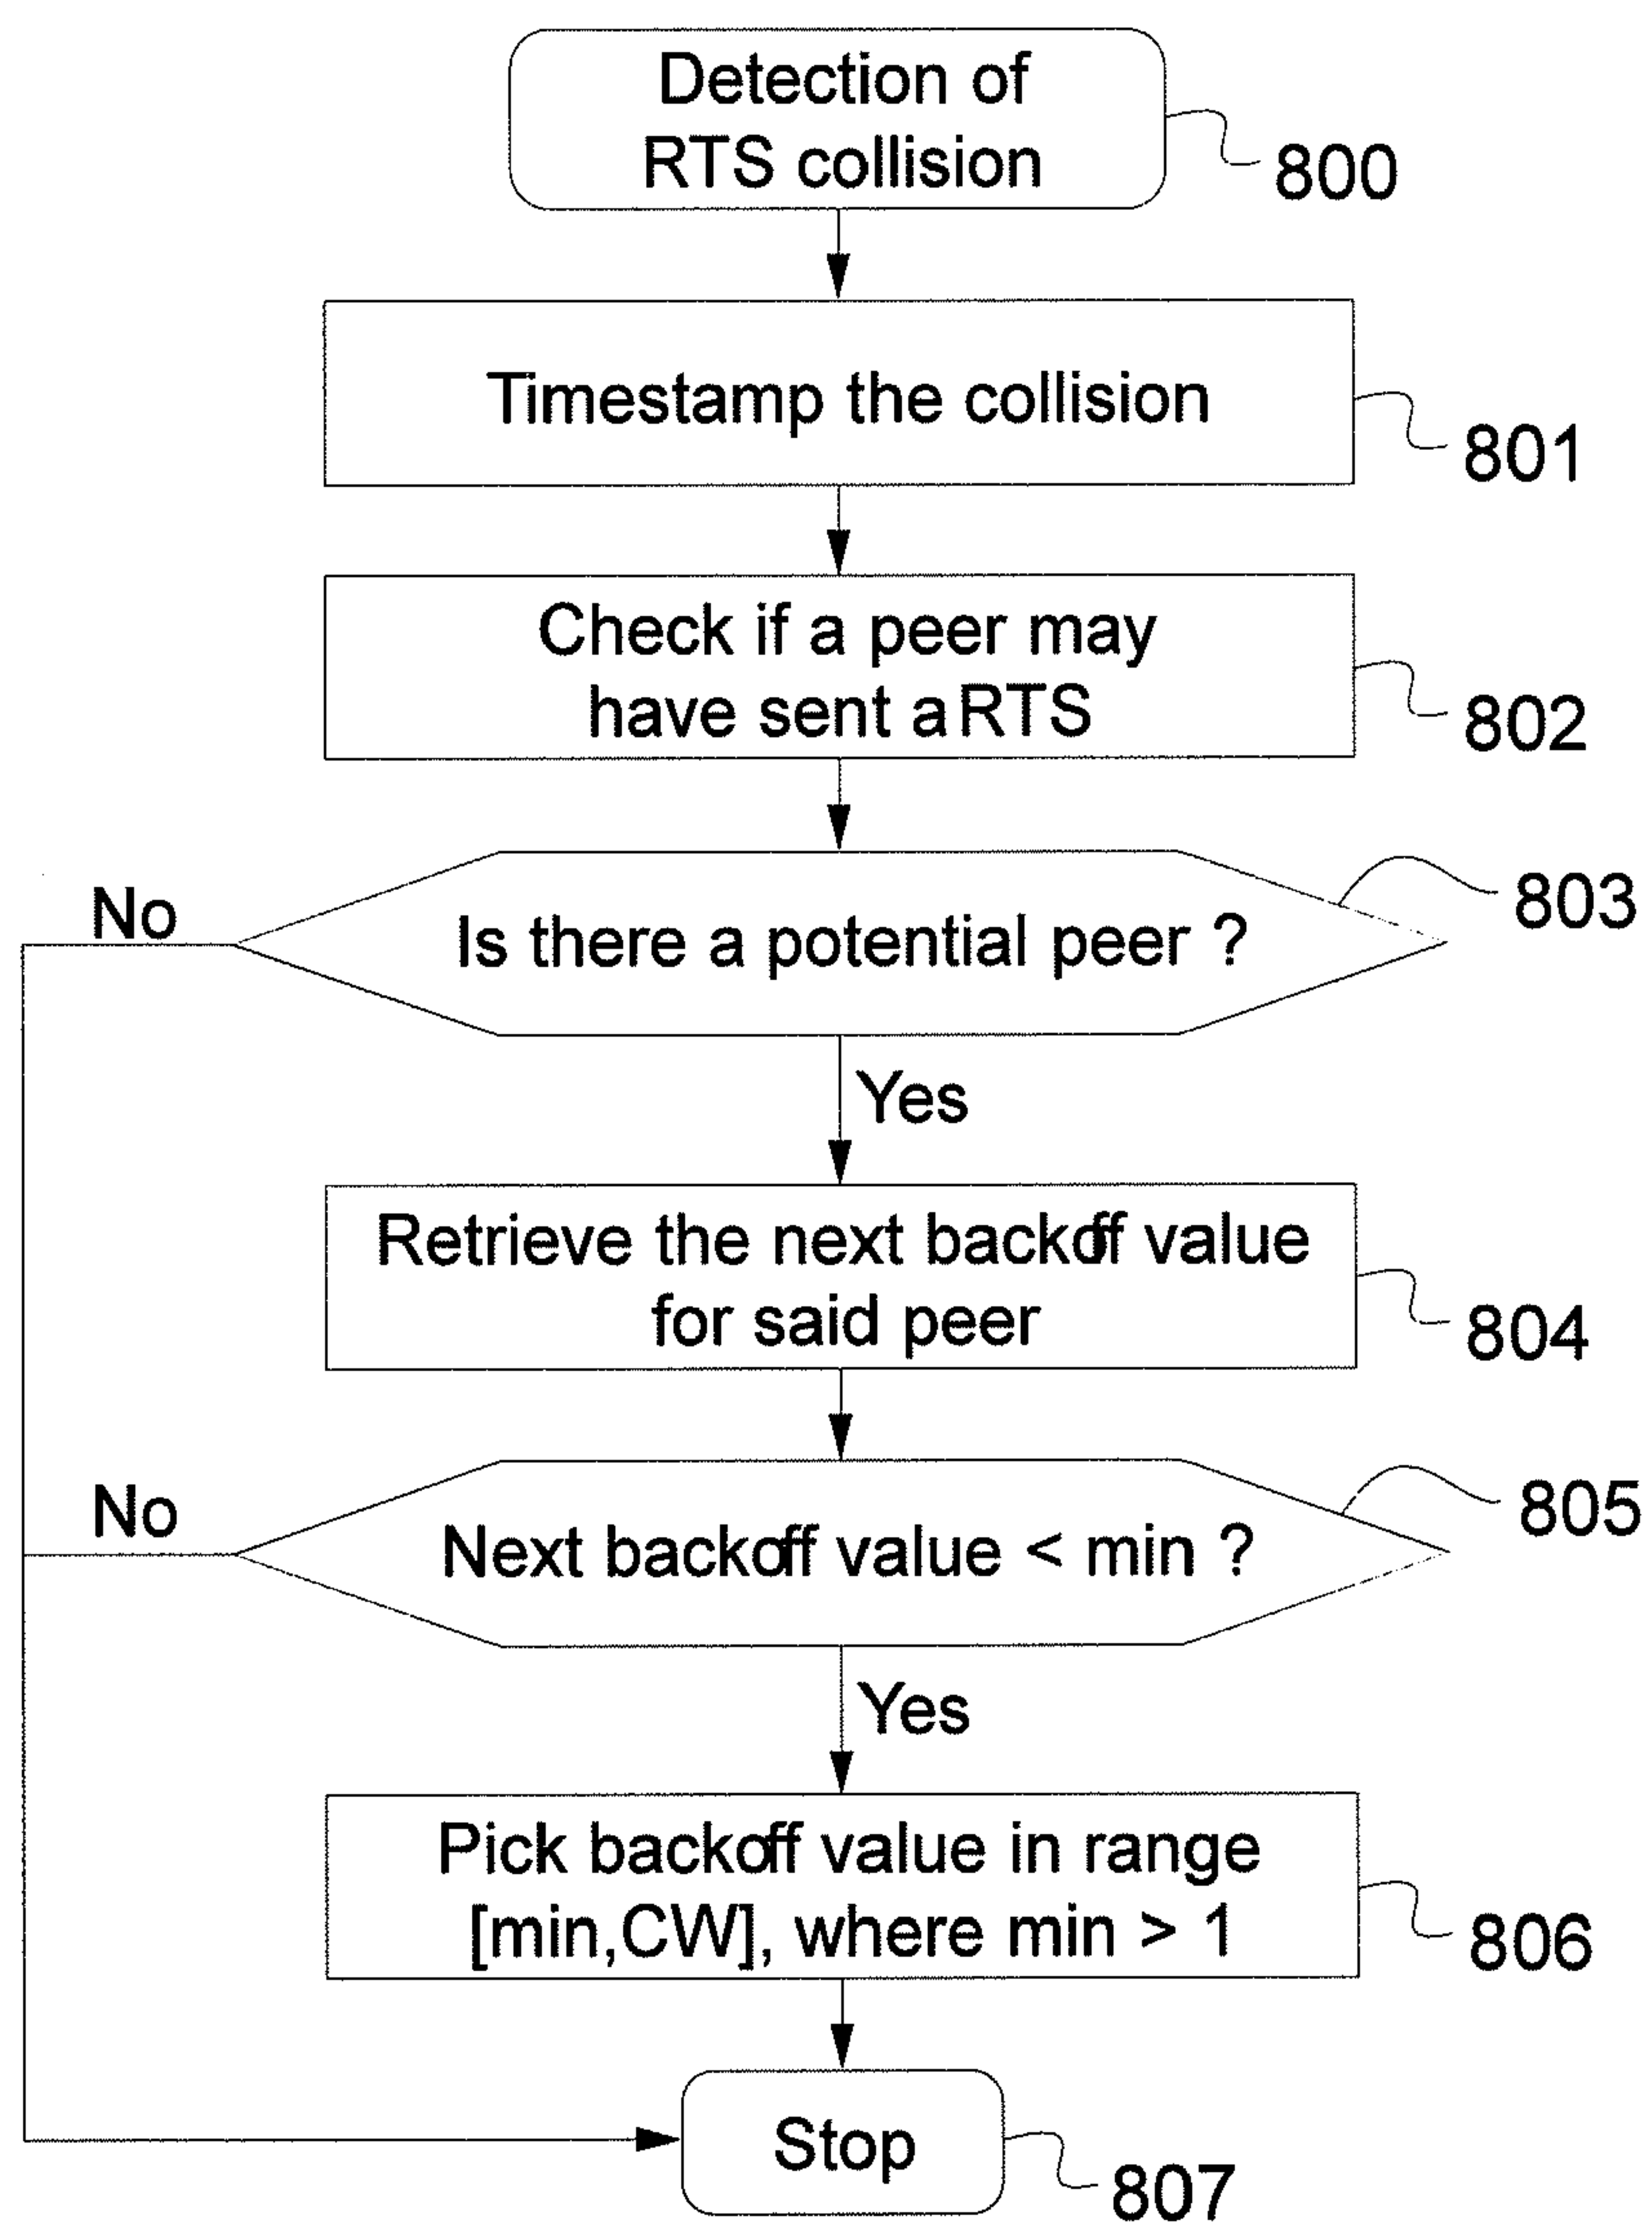 Detection of
RTS collision
800
Timestamp the collision
801
Check if a peer may
have sent a RTS
802
Is there a potential peer ?
803
No
Yes
Retrieve the next backoff value
for said peer
804
Next backoff value < min ?
805
No
Yes
Pick backoff value in range
[min,CW], where min > 1
806
Stop
807